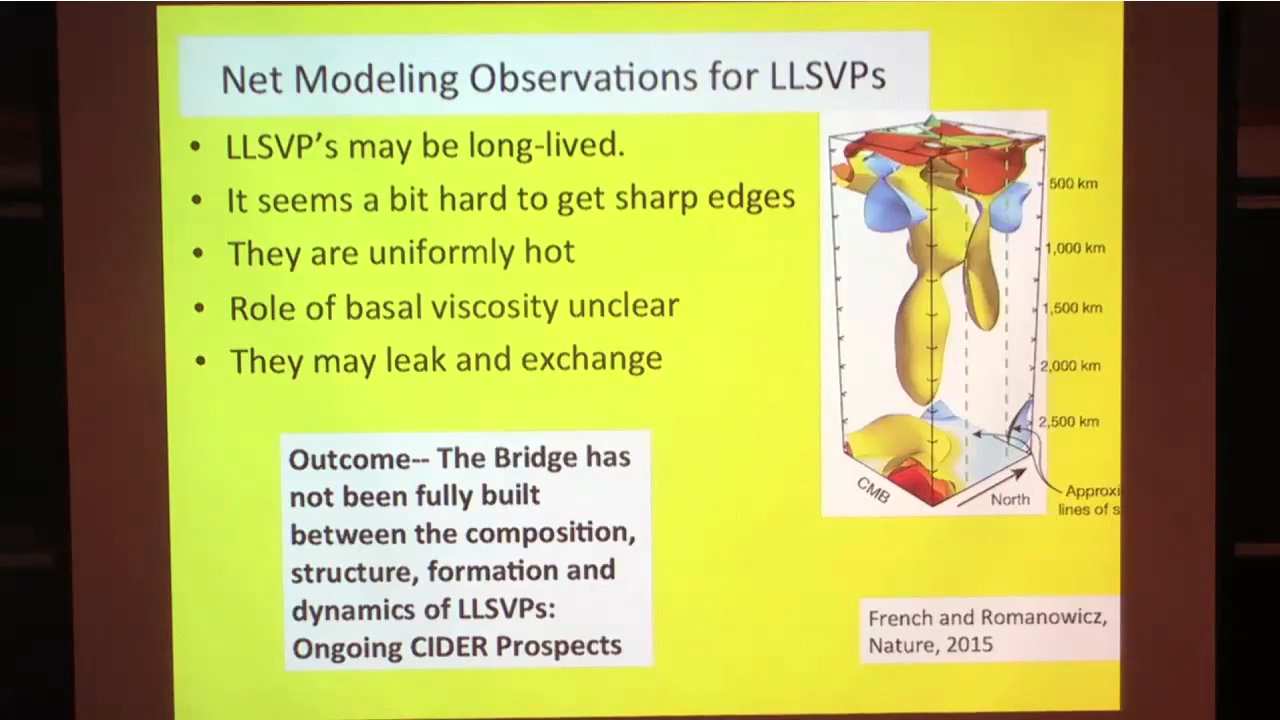 Net Modeling Observations for LLSVPs
• LLSVP's may be long-lived.
• It seems a bit hard to get sharp edges
• They are uniformly hot
• Role of basal viscosity unclear
• They may leak and exchange
500 km
1,000 km
1,500 km
2,000 km
2,500 km
CMB
North
Approxi
lines of s
Outcome-- The Bridge has
not been fully built
between the composition,
structure, formation and
dynamics of LLSVPs:
Ongoing CIDER Prospects
French and Romanowicz,
Nature, 2015